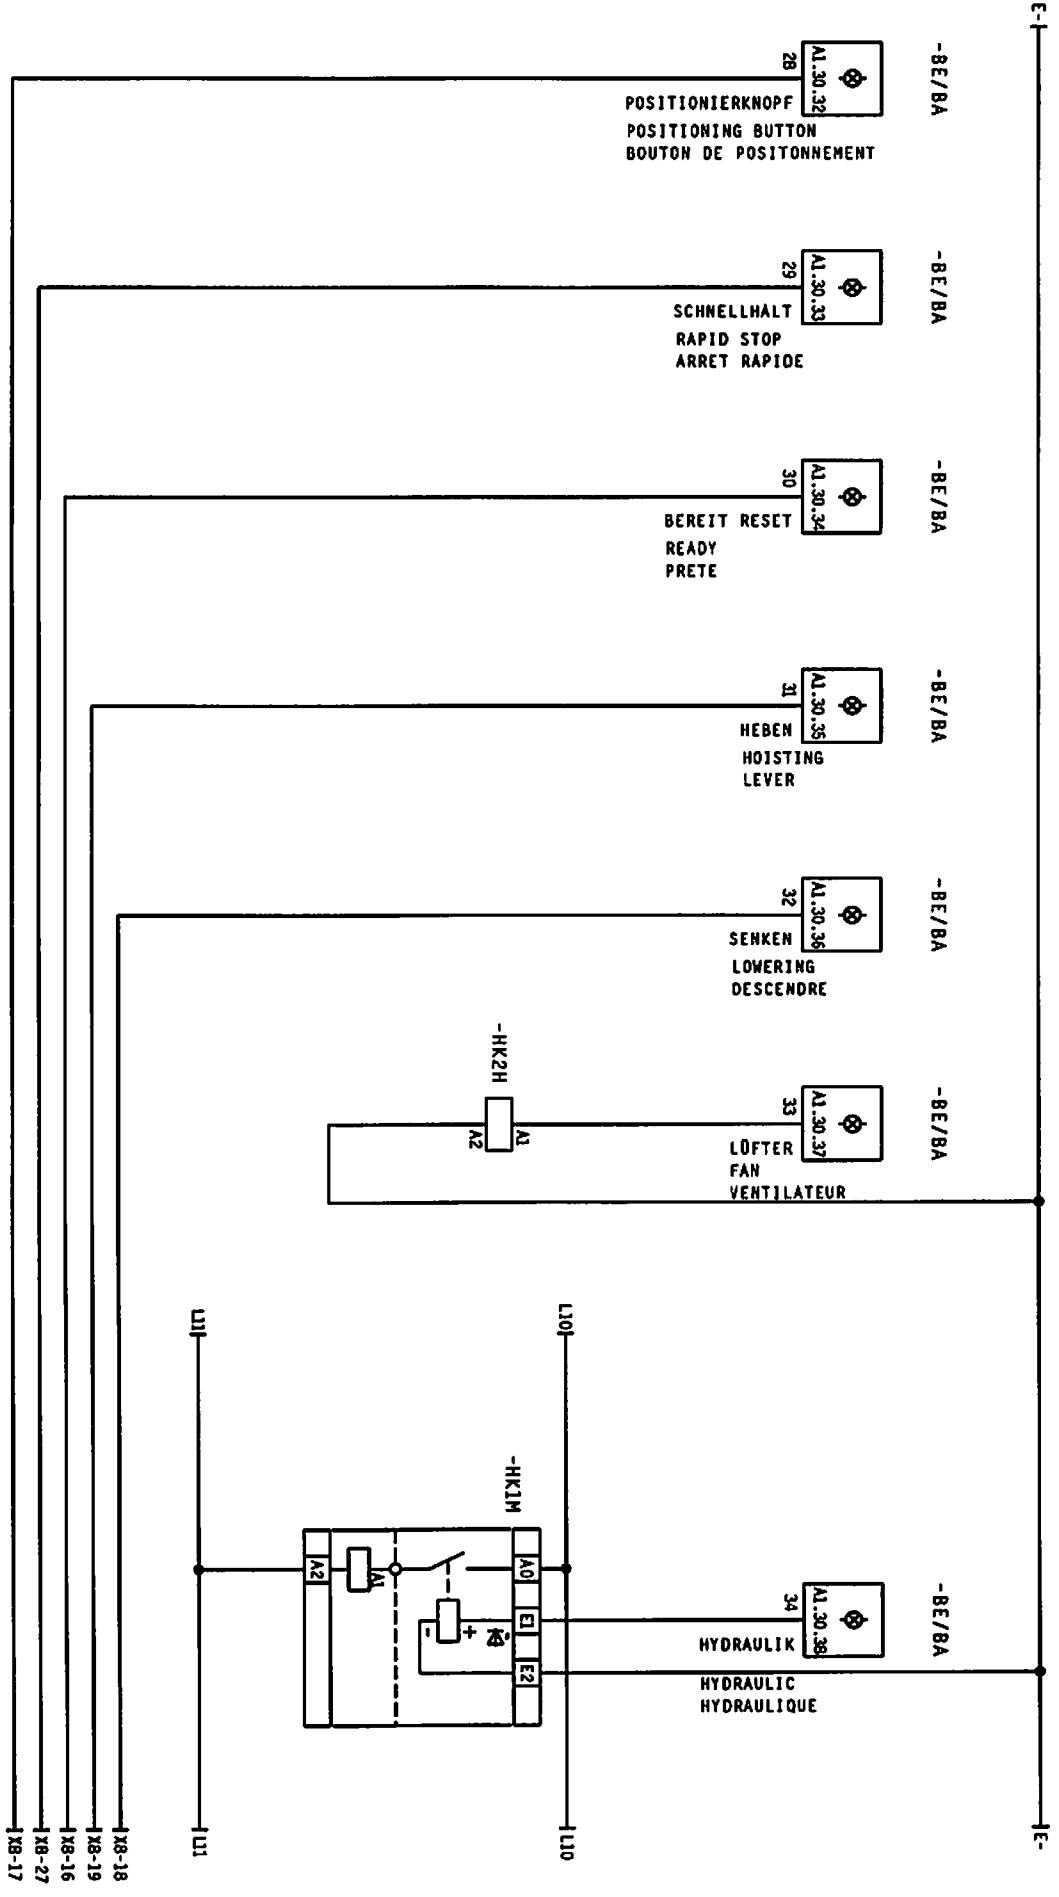 E-
-BE/BA
A1.30.32
28
POSITIONIERKNOPF
POSITIONING BUTTON
BOUTON DE POSITONNEMENT
-BE/BA
A1.30.33
29
SCHNELLHALT
RAPID STOP
ARRET RAPIDE
-BE/BA
A1.30.34
30
BEREIT RESET
READY
PRETE
-BE/BA
A1.30.35
31
HEBEN
HOISTING
LEVER
-BE/BA
A1.30.36
32
SENKEN
LOWERING
DESCENDRE
-HK2H
A1
A2
-BE/BA
A1.30.37
33
LÜFTER
FAN
VENTILATEUR
L11
L10
-HK1M
A2
A1
A0
E1
E2
+
-
-BE/BA
A1.30.38
34
HYDRAULIK
HYDRAULIC
HYDRAULIQUE
X8-17
X8-27
X8-16
X8-19
X8-18
L11
L10
E-